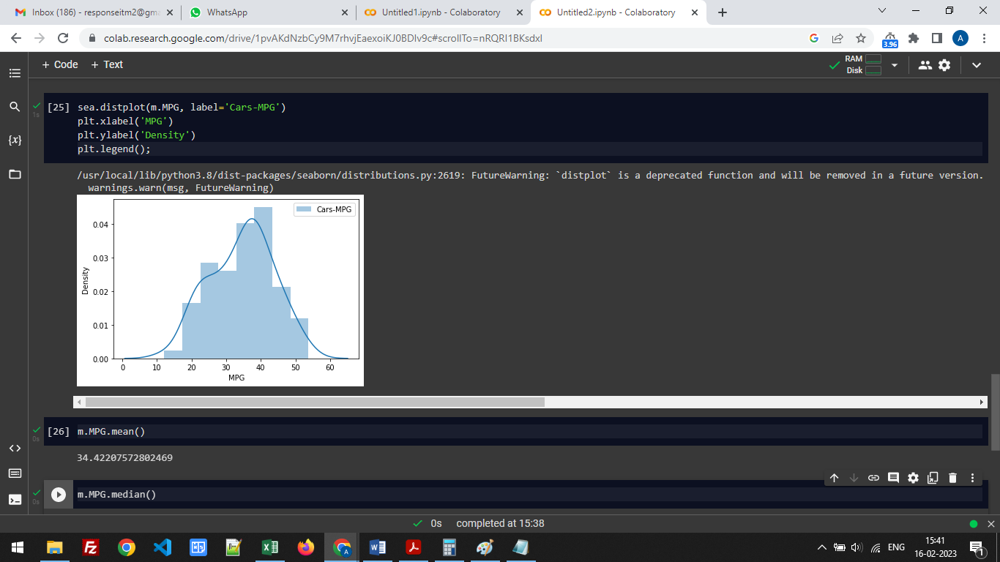 Inbox (186) - responseitm2@gma
WhatsApp
Untitled1.ipynb - Colaboratory
Untitled2.ipynb - Colaboratory
colab.research.google.com/drive/1pvAKdNzbCy9M7rhvjEaexoiKJ0BDIv9c#scrollTo=nRQRI1BKsdxI
3.96
A
+ Code + Text
RAM
Disk
{x}
[25] sea.distplot(m.MPG, label='Cars-MPG')
1s
plt.xlabel('MPG')
plt.ylabel('Density')
plt.legend();
/usr/local/lib/python3.8/dist-packages/seaborn/distributions.py:2619: FutureWarning: `distplot` is a deprecated function and will be removed in a future version.
warnings.warn(msg, FutureWarning)
Cars-MPG
0.04
0.03
0.02
0.01
0.00
Density
0 10 20 30 40 50 60
MPG
[26] m.MPG.mean()
0s
34.42207572802469
m.MPG.median()
0s
0s completed at 15:38
ENG
15:41
16-02-2023
1